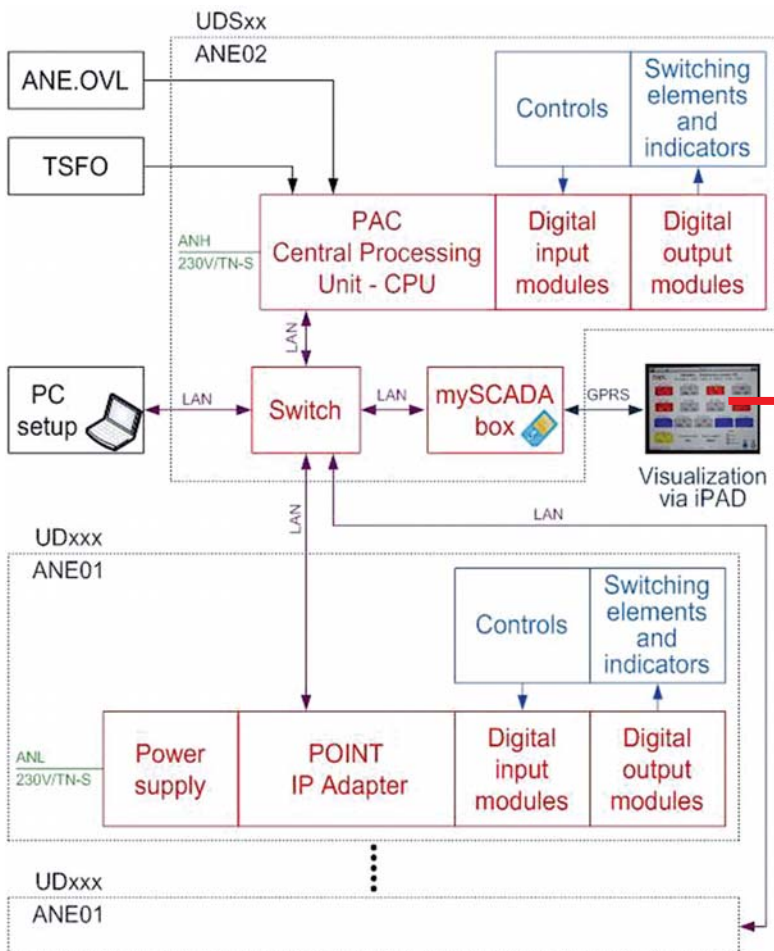 UDSxx
ANE02
ANE.OVL
TSFO
Controls
Switching
elements
and
indicators
ANH
230V/TN-S
PAC
Central Processing
Unit - CPU
Digital
input
modules
Digital
output
modules
LAN
PC
setup
LAN
Switch
LAN
mySCADA
box
GPRS
Visualization
via iPAD
LAN
LAN
UDxxx
ANE01
Controls
Switching
elements
and
indicators
ANL
230V/TN-S
Power
supply
POINT
IP Adapter
Digital
input
modules
Digital
output
modules
UDxxx
ANE01